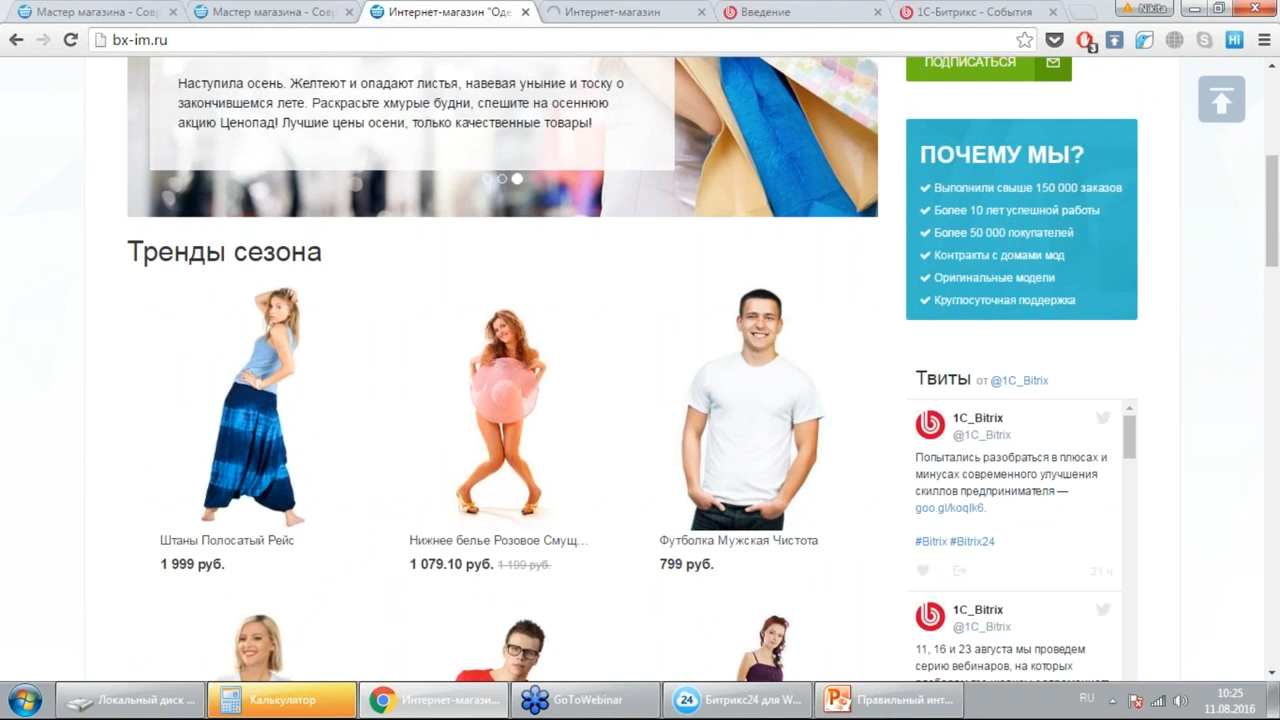 Мастер магазина - Совр
Мастер магазина - Совр
Интернет-магазин "Оде
Интернет-магазин
Введение
1С-Битрикс - События
Nikita
bx-im.ru
3
Hi
ПОДПИСАТЬСЯ
Наступила осень. Желтеют и опадают листья, навевая уныние и тоску о
закончившемся лете. Раскрасьте хмурые будни, спешите на осеннюю
акцию Ценопад! Лучшие цены осени, только качественные товары!
ПОЧЕМУ МЫ?
Выполнили свыше 150 000 заказов
Более 10 лет успешной работы
Более 50 000 покупателей
Контракты с домами мод
Оригинальные модели
Круглосуточная поддержка
Тренды сезона
Штаны Полосатый Рейс
1 999 руб.
Нижнее белье Розовое Смущ...
1 079.10 руб. 1 199 руб.
Футболка Мужская Чистота
799 руб.
Твиты от @1C_Bitrix
1C_Bitrix
@1C_Bitrix
Попытались разобраться в плюсах и
минусах современного улучшения
скиллов предпринимателя —
goo.gl/koqlk6.
#Bitrix #Bitrix24
21 ч
1C_Bitrix
@1C_Bitrix
11, 16 и 23 августа мы проведем
серию вебинаров, на которых
Локальный диск ...
Калькулятор
Интернет-магази...
GoToWebinar
24
Битрикс24 для W...
Правильный инт...
RU
10:25
11.08.2016